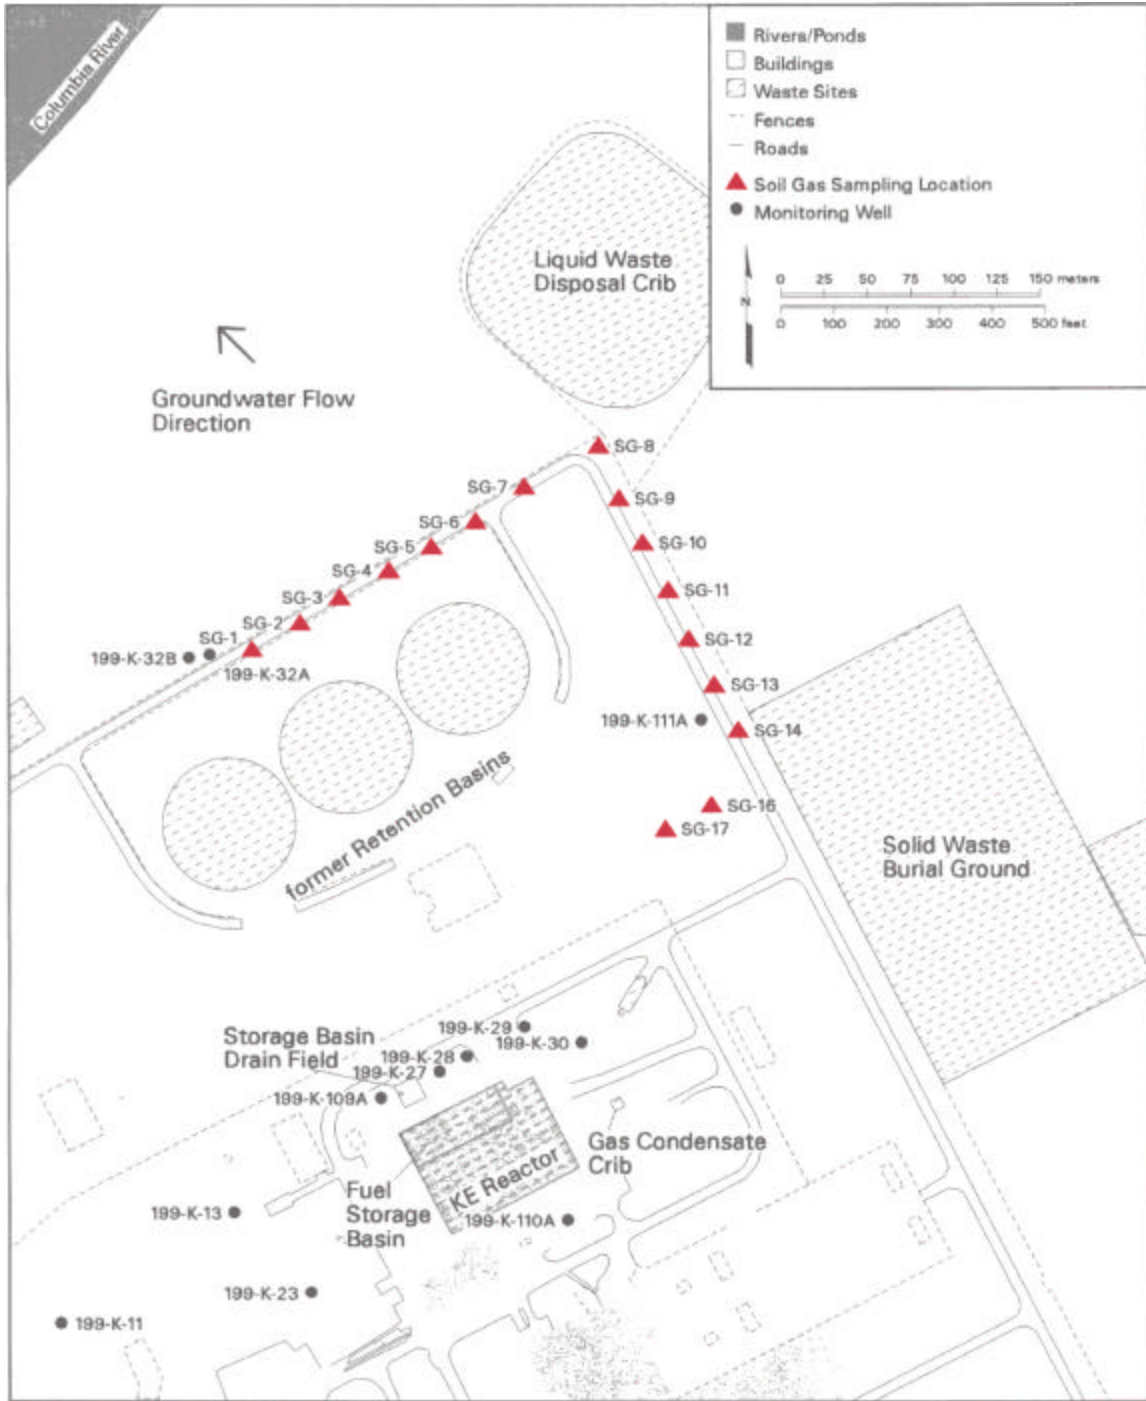 Columbia River
Rivers/Ponds
Buildings
Waste Sites
Fences
Roads
Soil Gas Sampling Location
Monitoring Well
N
0 25 50 75 100 125 150 meters
0 100 200 300 400 500 feet
Liquid Waste
Disposal Crib
Groundwater Flow
Direction
SG-8
SG-7
SG-9
SG-6
SG-10
SG-5
SG-4
SG-11
SG-3
SG-2
SG-12
SG-1
199-K-32B
199-K-32A
SG-13
199-K-111A
SG-14
former Retention Basins
SG-16
SG-17
Solid Waste
Burial Ground
Storage Basin
Drain Field
199-K-29
199-K-30
199-K-28
199-K-27
199-K-109A
Gas Condensate
Crib
KE Reactor
Fuel
Storage
Basin
199-K-13
199-K-110A
199-K-23
199-K-11